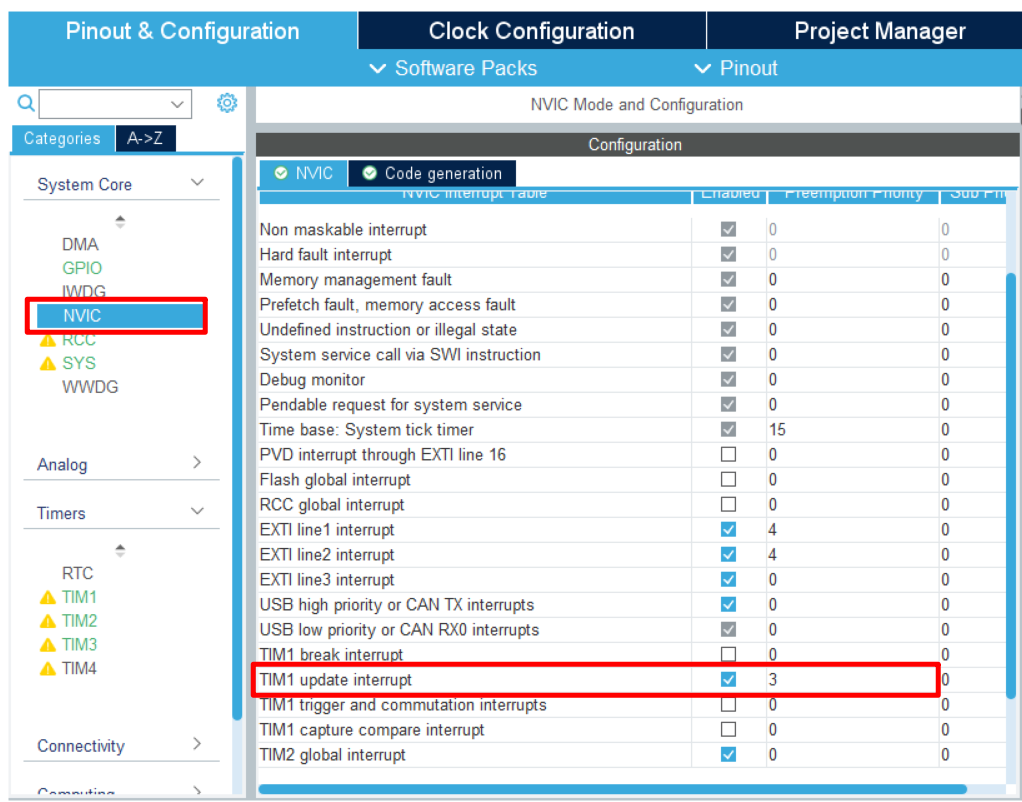 Pinout & Configuration Clock Configuration Project Manager
Software Packs Pinout
NVIC Mode and Configuration
Categories A->Z
Configuration
NVIC Code generation
System Core
DMA
GPIO
IWDG
NVIC
RCC
SYS
WWDG
Analog
Timers
RTC
TIM1
TIM2
TIM3
TIM4
Connectivity
Computing
NVIC Interrupt Table Enabled Preemption Priority Sub Prio
Non maskable interrupt 0 0
Hard fault interrupt 0 0
Memory management fault 0 0
Prefetch fault, memory access fault 0 0
Undefined instruction or illegal state 0 0
System service call via SWI instruction 0 0
Debug monitor 0 0
Pendable request for system service 0 0
Time base: System tick timer 15 0
PVD interrupt through EXTI line 16 0 0
Flash global interrupt 0 0
RCC global interrupt 0 0
EXTI line1 interrupt 4 0
EXTI line2 interrupt 4 0
EXTI line3 interrupt 0 0
USB high priority or CAN TX interrupts 0 0
USB low priority or CAN RX0 interrupts 0 0
TIM1 break interrupt 0 0
TIM1 update interrupt 3 0
TIM1 trigger and commutation interrupts 0 0
TIM1 capture compare interrupt 0 0
TIM2 global interrupt 0 0